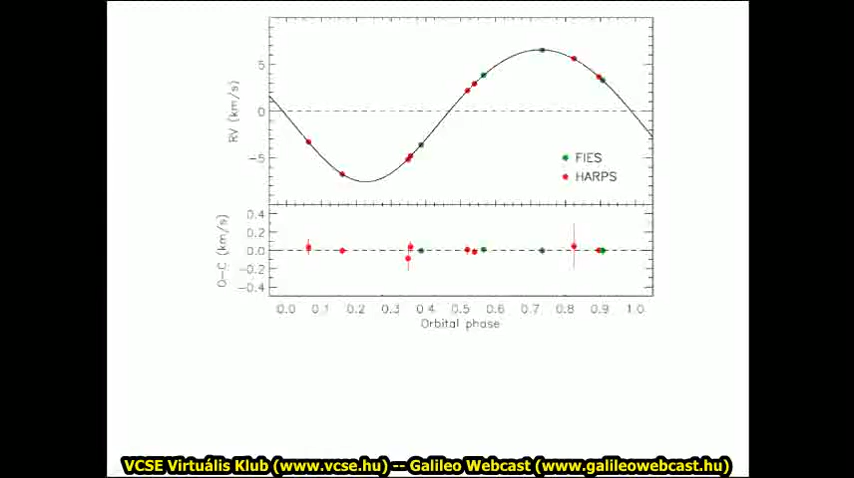 5
0
−5
RV (km/s)
FIES
HARPS
0.4
0.2
0.0
−0.2
−0.4
O−C (km/s)
0.0 0.1 0.2 0.3 0.4 0.5 0.6 0.7 0.8 0.9 1.0
Orbital phase
VCSE Virtuális Klub (www.vcse.hu) -- Galileo Webcast (www.galileowebcast.hu)